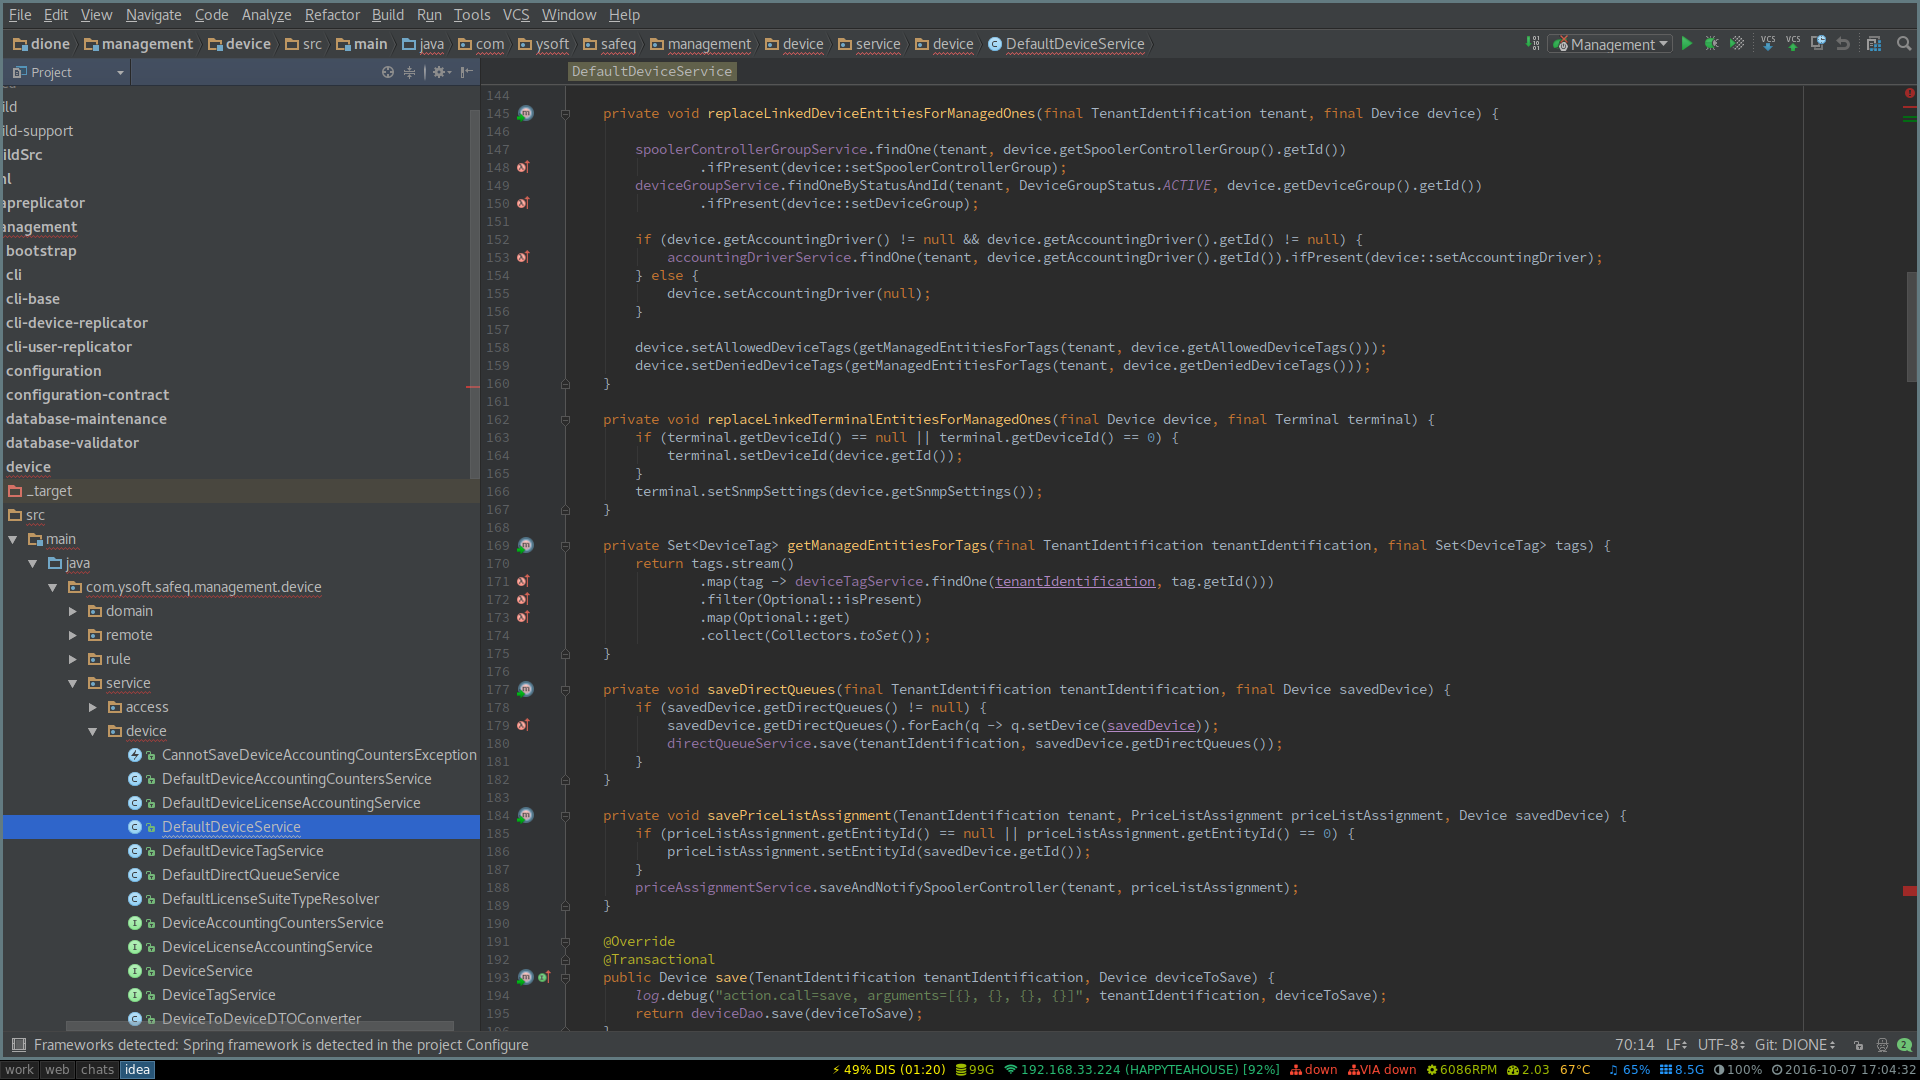 File Edit View Navigate Code Analyze Refactor Build Run Tools VCS Window Help
dione management device src main java com ysoft safeq management device service device DefaultDeviceService Management VCS VCS
Project DefaultDeviceService
ild
ild-support
ildSrc
nl
apreplicator
anagement
bootstrap
cli
cli-base
cli-device-replicator
cli-user-replicator
configuration
configuration-contract
database-maintenance
database-validator
device
_target
src
main
java
com.ysoft.safeq.management.device
domain
remote
rule
service
access
device
CannotSaveDeviceAccountingCountersException
DefaultDeviceAccountingCountersService
DefaultDeviceLicenseAccountingService
DefaultDeviceService
DefaultDeviceTagService
DefaultDirectQueueService
DefaultLicenseSuiteTypeResolver
DeviceAccountingCountersService
DeviceLicenseAccountingService
DeviceService
DeviceTagService
DeviceToDeviceDTOConverter
144
145 private void replaceLinkedDeviceEntitiesForManagedOnes(final TenantIdentification tenant, final Device device) {
146
147 spoolerControllerGroupService.findOne(tenant, device.getSpoolerControllerGroup().getId())
148 .ifPresent(device::setSpoolerControllerGroup);
149 deviceGroupService.findOneByStatusAndId(tenant, DeviceGroupStatus.ACTIVE, device.getDeviceGroup().getId())
150 .ifPresent(device::setDeviceGroup);
151
152 if (device.getAccountingDriver() != null && device.getAccountingDriver().getId() != null) {
153 accountingDriverService.findOne(tenant, device.getAccountingDriver().getId()).ifPresent(device::setAccountingDriver);
154 } else {
155 device.setAccountingDriver(null);
156 }
157
158 device.setAllowedDeviceTags(getManagedEntitiesForTags(tenant, device.getAllowedDeviceTags()));
159 device.setDeniedDeviceTags(getManagedEntitiesForTags(tenant, device.getDeniedDeviceTags()));
160 }
161
162 private void replaceLinkedTerminalEntitiesForManagedOnes(final Device device, final Terminal terminal) {
163 if (terminal.getDeviceId() == null || terminal.getDeviceId() == 0) {
164 terminal.setDeviceId(device.getId());
165 }
166 terminal.setSnmpSettings(device.getSnmpSettings());
167 }
168
169 private Set<DeviceTag> getManagedEntitiesForTags(final TenantIdentification tenantIdentification, final Set<DeviceTag> tags) {
170 return tags.stream()
171 .map(tag -> deviceTagService.findOne(tenantIdentification, tag.getId()))
172 .filter(Optional::isPresent)
173 .map(Optional::get)
174 .collect(Collectors.toSet());
175 }
176
177 private void saveDirectQueues(final TenantIdentification tenantIdentification, final Device savedDevice) {
178 if (savedDevice.getDirectQueues() != null) {
179 savedDevice.getDirectQueues().forEach(q -> q.setDevice(savedDevice));
180 directQueueService.save(tenantIdentification, savedDevice.getDirectQueues());
181 }
182 }
183
184 private void savePriceListAssignment(TenantIdentification tenant, PriceListAssignment priceListAssignment, Device savedDevice) {
185 if (priceListAssignment.getEntityId() == null || priceListAssignment.getEntityId() == 0) {
186 priceListAssignment.setEntityId(savedDevice.getId());
187 }
188 priceAssignmentService.saveAndNotifySpoolerController(tenant, priceListAssignment);
189 }
190
191 @Override
192 @Transactional
193 public Device save(TenantIdentification tenantIdentification, Device deviceToSave) {
194 log.debug("action.call=save, arguments=[{}, {}, {}, {}]", tenantIdentification, deviceToSave);
195 return deviceDao.save(deviceToSave);
196 }
Frameworks detected: Spring framework is detected in the project Configure 70:14 LF UTF-8 Git: DIONE 2
work web chats idea 49% DIS (01:20) 99G 192.168.33.224 (HAPPYTEAHOUSE) [92%] down VIA down 6086RPM 2.03 67°C 65% 8.5G 100% 2016-10-07 17:04:32